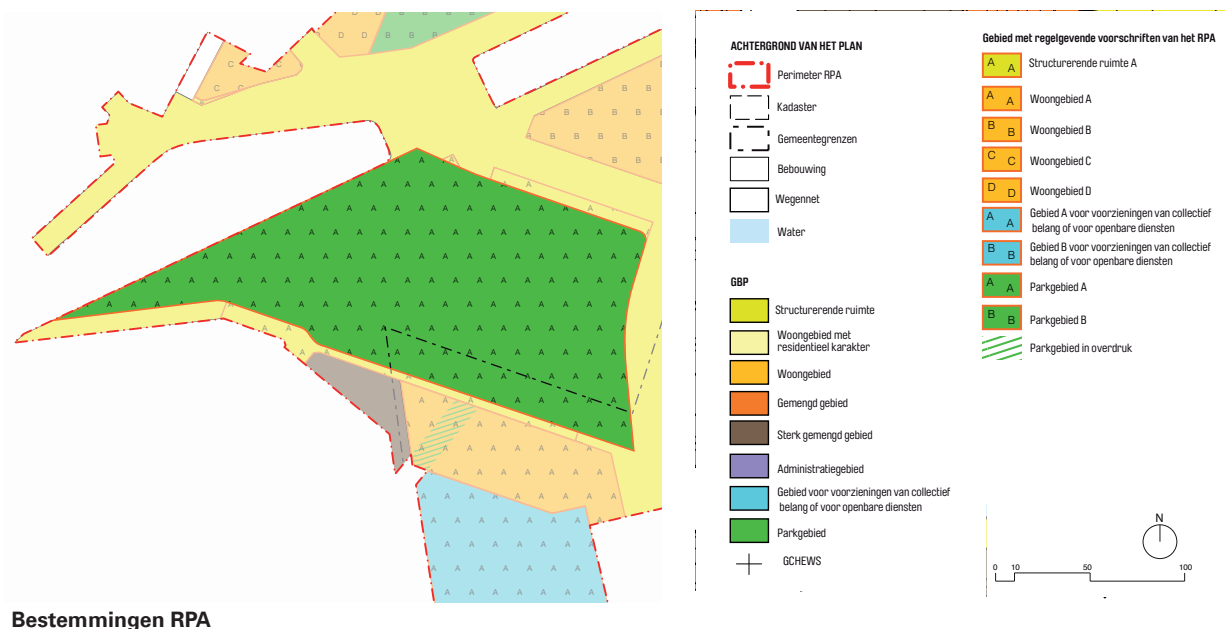 ACHTERGROND VAN HET PLAN
Perimeter RPA
Kadaster
Gemeentegrenzen
Bebouwing
Wegennet
Water
GBP
Structurerende ruimte
Woongebied met
residentieel karakter
Woongebied
Gemengd gebied
Sterk gemengd gebied
Administratiegebied
Gebied voor voorzieningen van collectief
belang of voor openbare diensten
Parkgebied
GCHEWS
Gebied met regelgevende voorschriften van het RPA
A A Structurerende ruimte A
A A Woongebied A
B B Woongebied B
C C Woongebied C
D D Woongebied D
A A Gebied A voor voorzieningen van collectief
belang of voor openbare diensten
B B Gebied B voor voorzieningen van collectief
belang of voor openbare diensten
A A Parkgebied A
B B Parkgebied B
Parkgebied in overdruk
N
0 10 50 100
Bestemmingen RPA